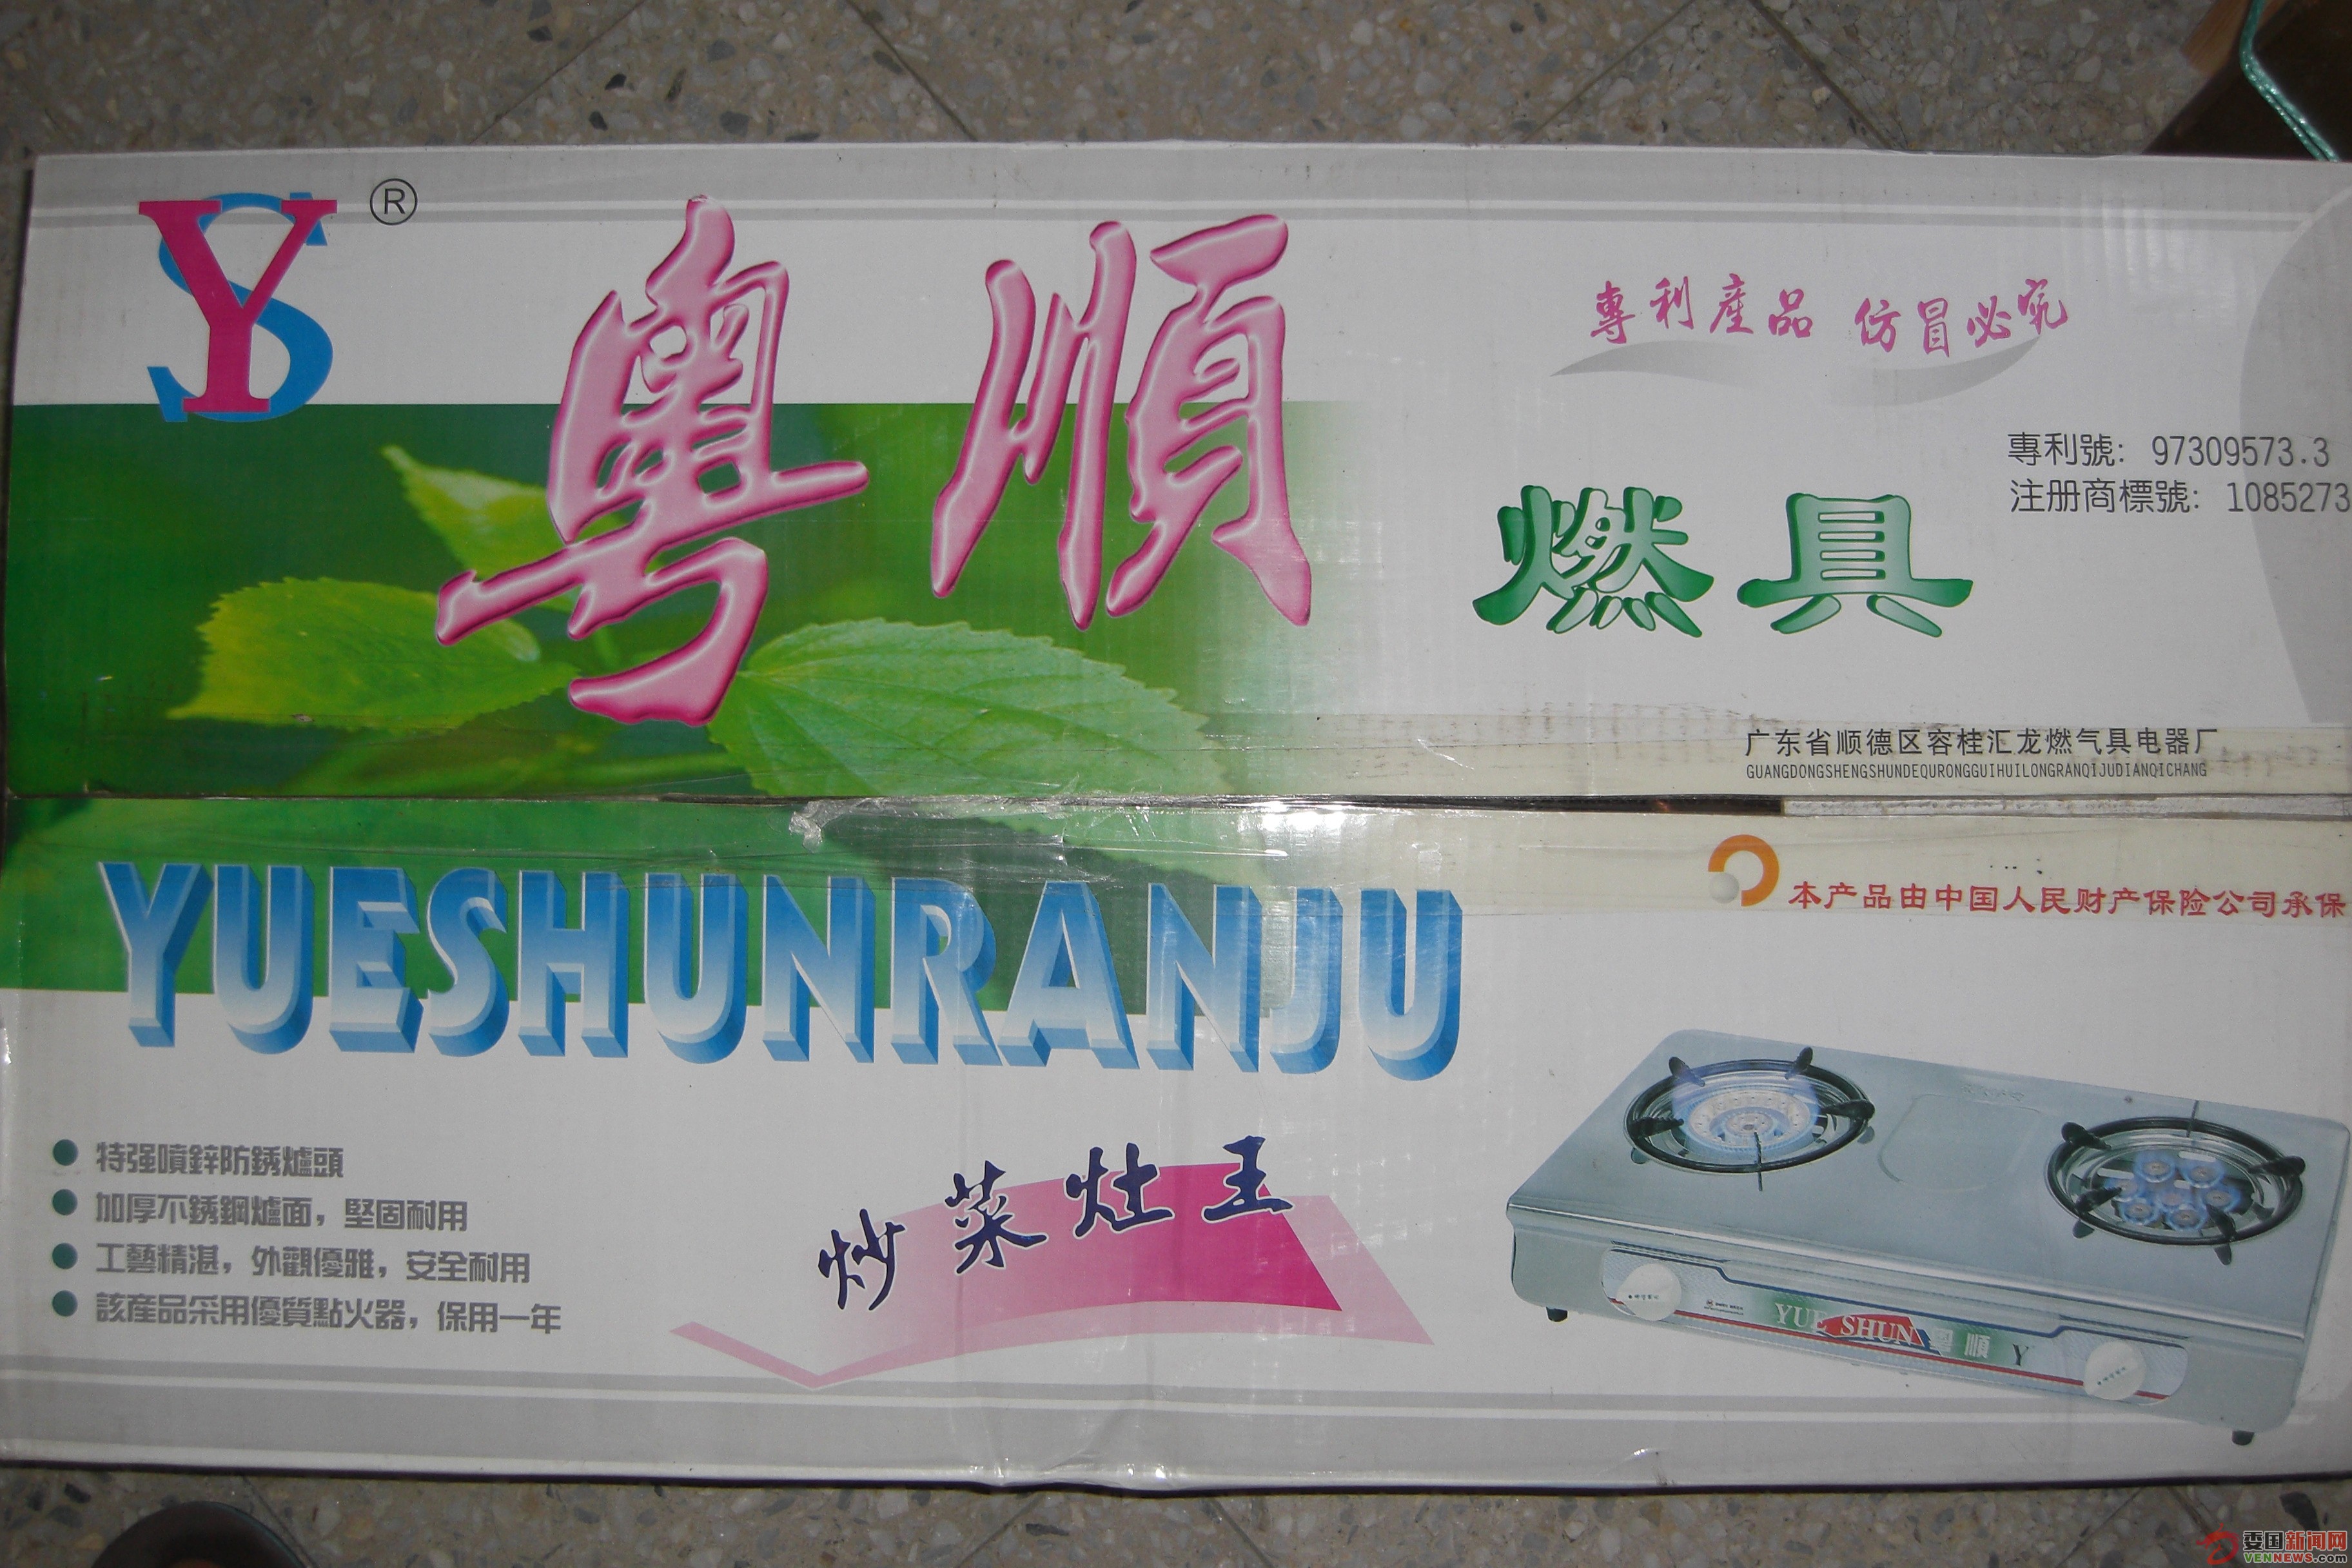 YS ®
粤順
專利産品 仿冒必究
專利號: 97309573.3
注册商標號: 1085273
燃具
广东省顺德区容桂汇龙燃气具电器厂
GUANGDONGSHENGSHUNDEQURONGGUIHUILONGRANQIJUDIANQICHANG
YUESHUNRANJU
本产品由中国人民财产保险公司承保
特强噴鋅防銹爐頭
加厚不銹鋼爐面，堅固耐用
工藝精湛，外觀優雅，安全耐用
該産品采用優質點火器，保用一年
炒菜灶王
YUE SHUN 粤順 Y
委国新闻网
VENNEWS.COM